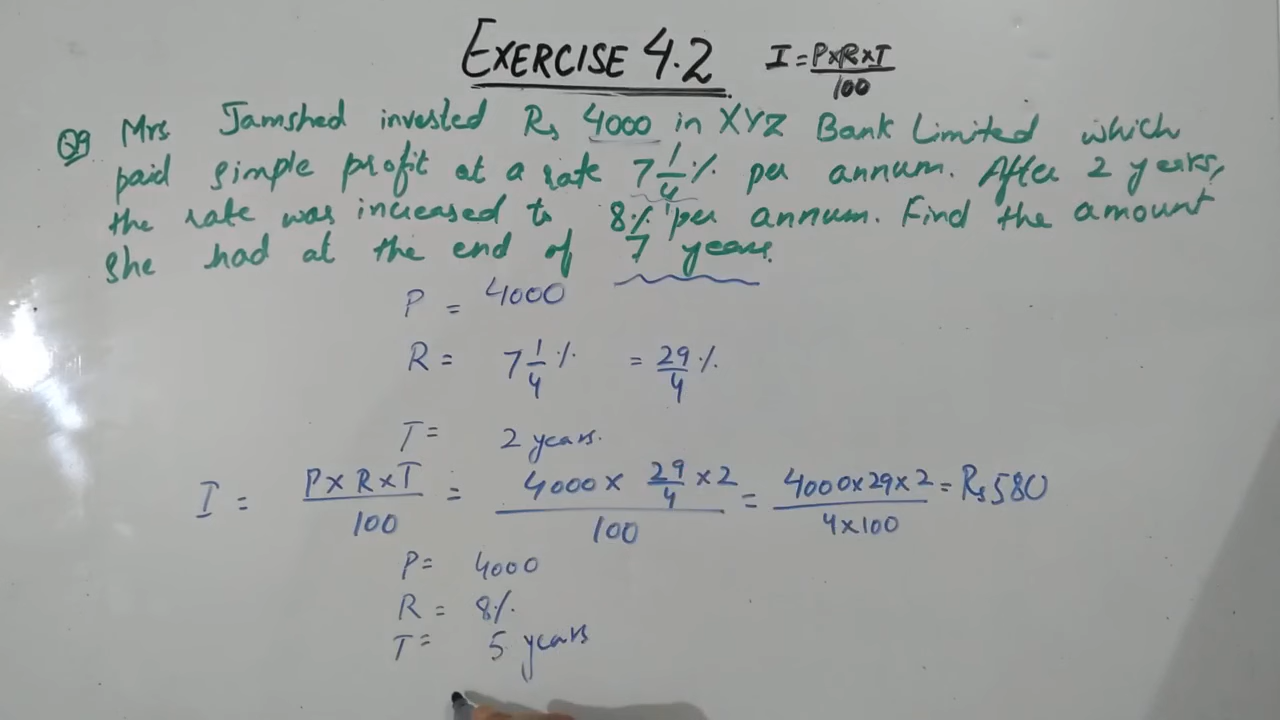 EXERCISE 4.2
I = P×R×T / 100
Q9 Mrs Jamshed invested Rs 4000 in XYZ Bank Limited which
paid simple profit at a rate 7 1/4 % per annum. After 2 years,
the rate was increased to 8% per annum. Find the amount
she had at the end of 7 years.
P = 4000
R = 7 1/4 % = 29/4 %
T = 2 years.
I = P×R×T / 100 = 4000 × 29/4 × 2 / 100 = 4000×29×2 / 4×100 = Rs 580
P = 4000
R = 8%
T = 5 years